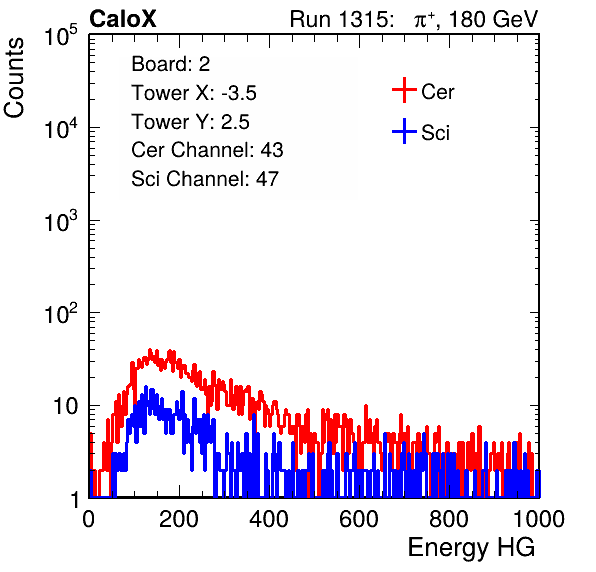 CaloX Run 1315: π⁺, 180 GeV
Counts
10⁵
10⁴
10³
10²
10
1
Board: 2
Tower X: -3.5
Tower Y: 2.5
Cer Channel: 43
Sci Channel: 47
Cer
Sci
0 200 400 600 800 1000
Energy HG